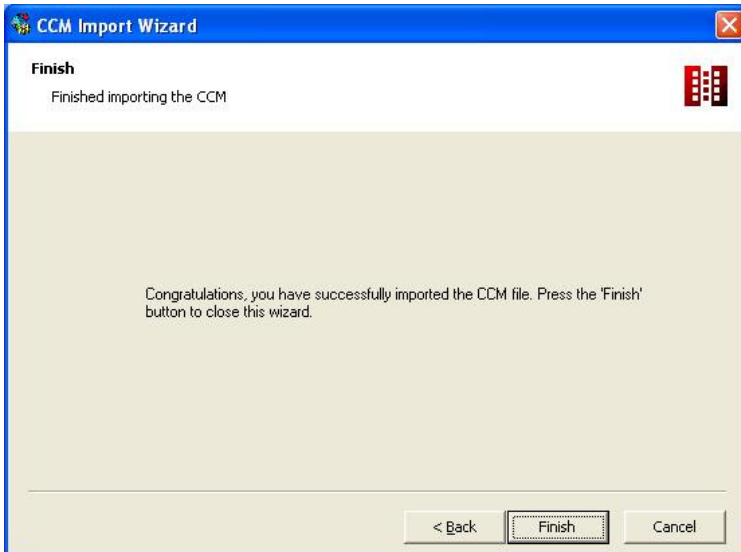 CCM Import Wizard
Finish
Finished importing the CCM
Congratulations, you have successfully imported the CCM file. Press the 'Finish'
button to close this wizard.
< Back Finish Cancel